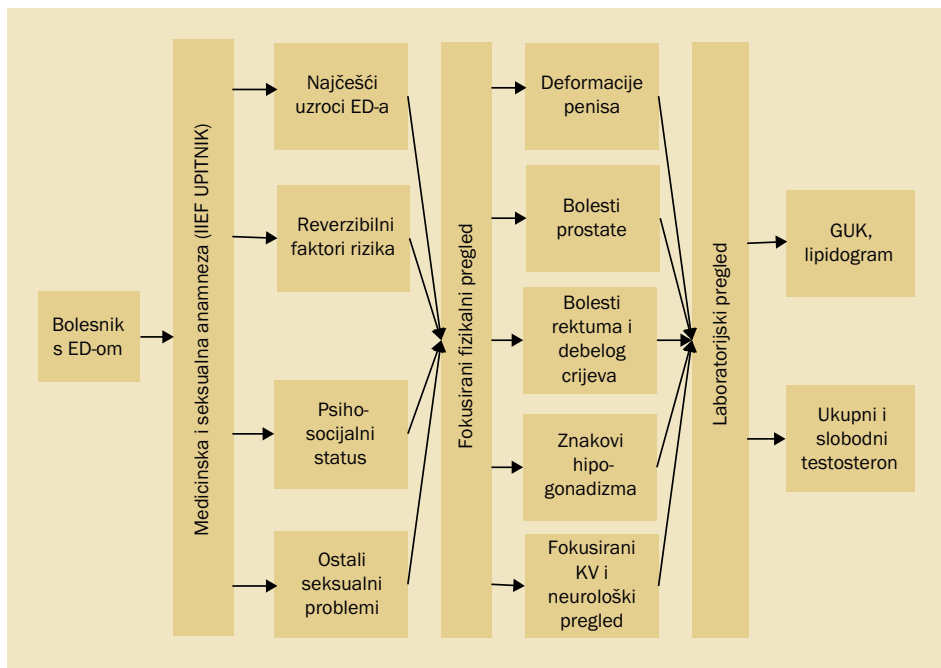 Bolesnik
s ED-om
Medicinska i seksualna anamneza (IIEF UPITNIK)
Najčešći
uzroci ED-a
Reverzibilni
faktori rizika
Psiho-
socijalni
status
Ostali
seksualni
problemi
Fokusirani fizikalni pregled
Deformacije
penisa
Bolesti
prostate
Bolesti
rektuma i
debelog
crijeva
Znakovi
hipo-
gonadizma
Fokusirani
KV i
neurološki
pregled
Laboratorijski pregled
GUK,
lipidogram
Ukupni i
slobodni
testosteron